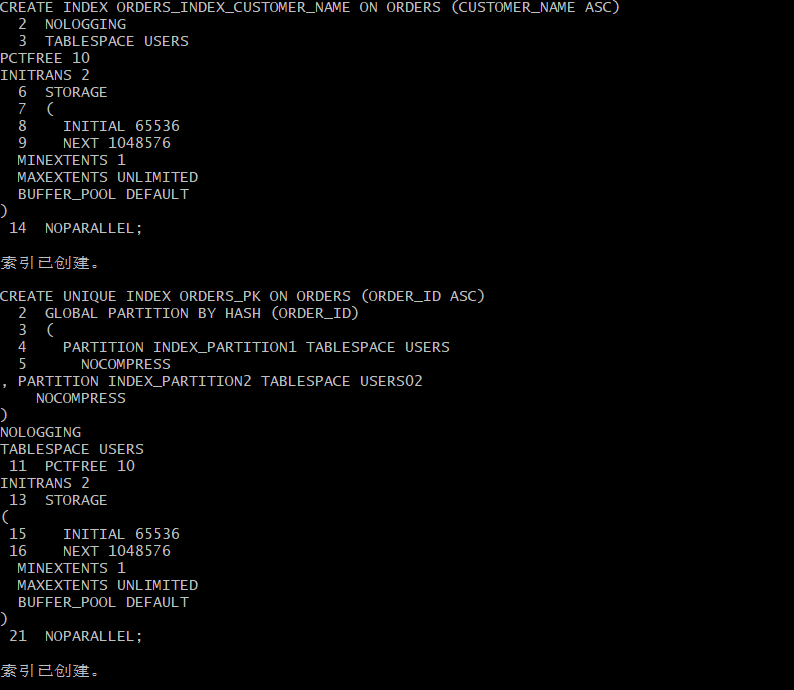 CREATE INDEX ORDERS_INDEX_CUSTOMER_NAME ON ORDERS (CUSTOMER_NAME ASC)
  2  NOLOGGING
  3  TABLESPACE USERS
PCTFREE 10
INITRANS 2
  6  STORAGE
  7  (
  8    INITIAL 65536
  9    NEXT 1048576
  MINEXTENTS 1
  MAXEXTENTS UNLIMITED
  BUFFER_POOL DEFAULT
)
 14  NOPARALLEL;

索引已创建。

CREATE UNIQUE INDEX ORDERS_PK ON ORDERS (ORDER_ID ASC)
  2  GLOBAL PARTITION BY HASH (ORDER_ID)
  3  (
  4    PARTITION INDEX_PARTITION1 TABLESPACE USERS
  5      NOCOMPRESS
, PARTITION INDEX_PARTITION2 TABLESPACE USERS02
    NOCOMPRESS
)
NOLOGGING
TABLESPACE USERS
 11  PCTFREE 10
INITRANS 2
 13  STORAGE
(
 15    INITIAL 65536
 16    NEXT 1048576
  MINEXTENTS 1
  MAXEXTENTS UNLIMITED
  BUFFER_POOL DEFAULT
)
 21  NOPARALLEL;

索引已创建。